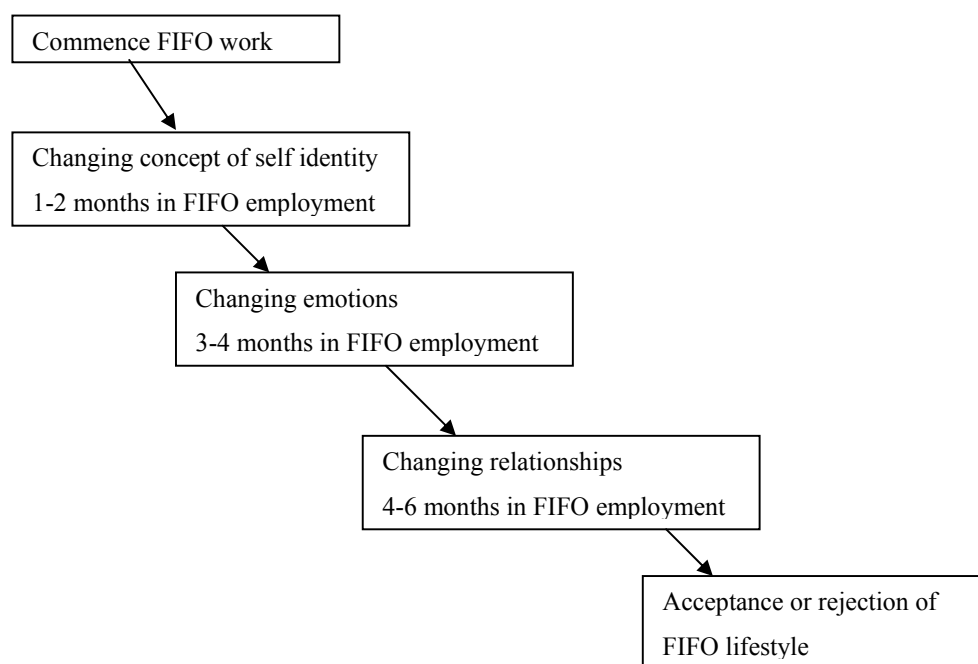 Commence FIFO work
Changing concept of self identity
1-2 months in FIFO employment
Changing emotions
3-4 months in FIFO employment
Changing relationships
4-6 months in FIFO employment
Acceptance or rejection of
FIFO lifestyle